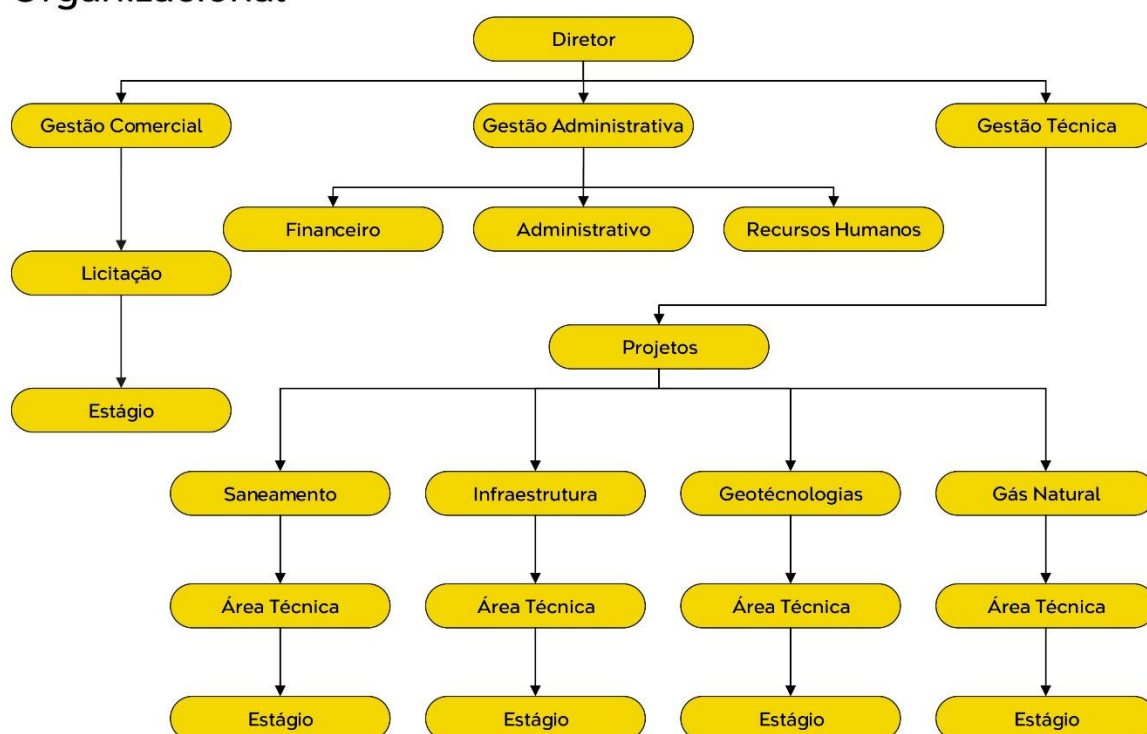 Organizacional
Diretor
Gestão Comercial
Gestão Administrativa
Gestão Técnica
Financeiro
Administrativo
Recursos Humanos
Licitação
Projetos
Estágio
Saneamento
Infraestrutura
Geotécnologias
Gás Natural
Área Técnica
Área Técnica
Área Técnica
Área Técnica
Estágio
Estágio
Estágio
Estágio